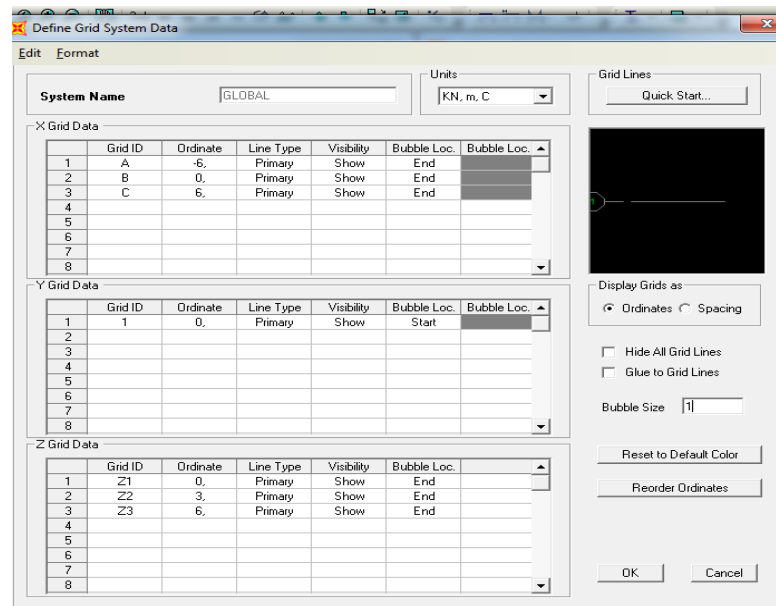 Define Grid System Data
Edit Format
System Name GLOBAL
Units
KN, m, C
Grid Lines
Quick Start...
X Grid Data
Grid ID Ordinate Line Type Visibility Bubble Loc. Bubble Loc.
1 A -6, Primary Show End
2 B 0, Primary Show End
3 C 6, Primary Show End
4
5
6
7
8
1
Y Grid Data
Grid ID Ordinate Line Type Visibility Bubble Loc. Bubble Loc.
1 1 0, Primary Show Start
2
3
4
5
6
7
8
Display Grids as
Ordinates Spacing
Hide All Grid Lines
Glue to Grid Lines
Bubble Size 1
Z Grid Data
Grid ID Ordinate Line Type Visibility Bubble Loc.
1 Z1 0, Primary Show End
2 Z2 3, Primary Show End
3 Z3 6, Primary Show End
4
5
6
7
8
Reset to Default Color
Reorder Ordinates
OK Cancel